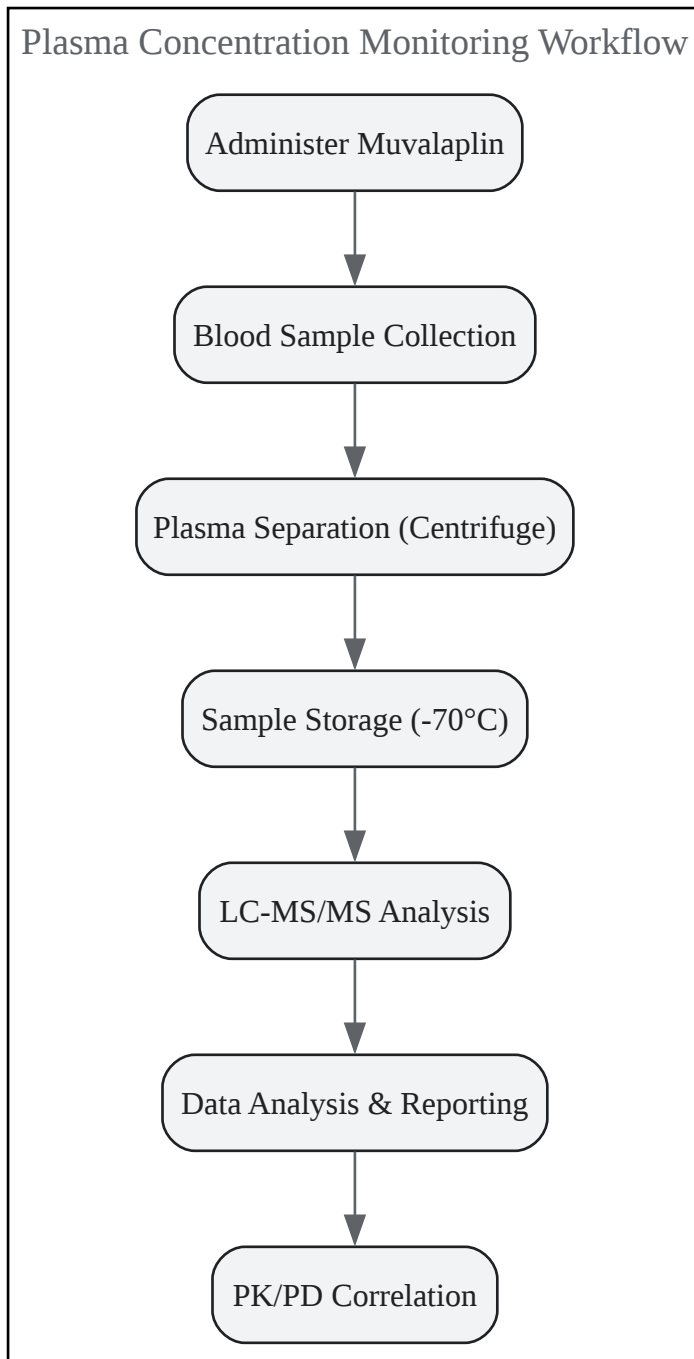 Plasma Concentration Monitoring Workflow
Administer Muvalaplin
Blood Sample Collection
Plasma Separation (Centrifuge)
Sample Storage (-70°C)
LC-MS/MS Analysis
Data Analysis & Reporting
PK/PD Correlation